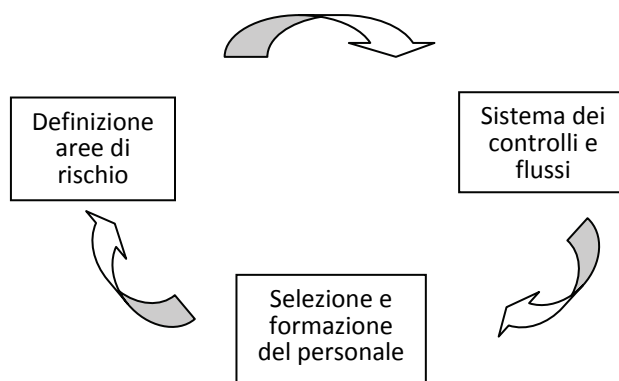 Definizione
aree di
rischio
Sistema dei
controlli e
flussi
Selezione e
formazione
del personale